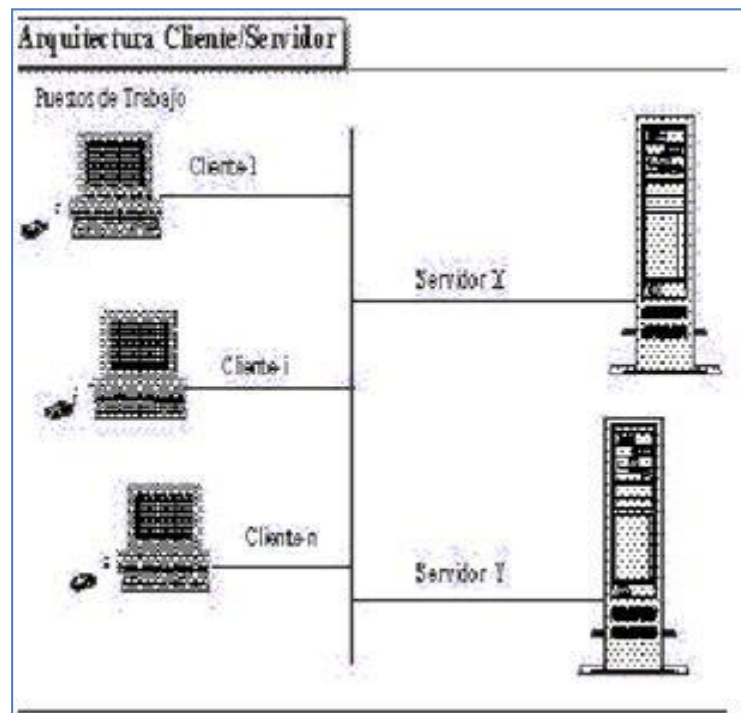 Arquitectura Cliente/Servidor
Puestos de Trabajo
Cliente-1
Servidor X
Cliente-i
Cliente-n
Servidor Y